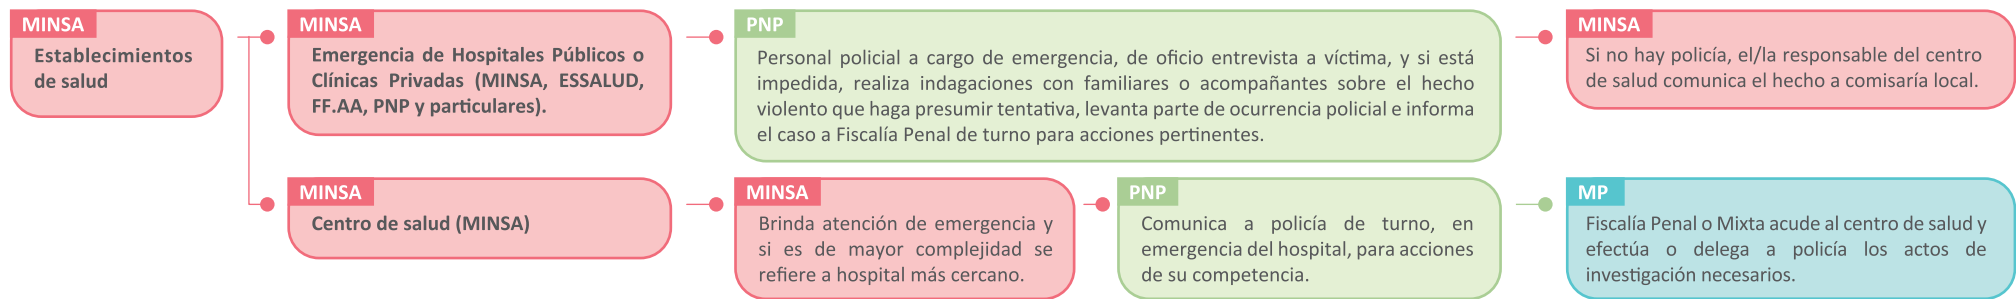 MINSA
Establecimientos
de salud
MINSA
Emergencia de Hospitales Públicos o
Clínicas Privadas (MINSA, ESSALUD,
FF.AA, PNP y particulares).
PNP
Personal policial a cargo de emergencia, de oficio entrevista a víctima, y si está
impedida, realiza indagaciones con familiares o acompañantes sobre el hecho
violento que haga presumir tentativa, levanta parte de ocurrencia policial e informa
el caso a Fiscalía Penal de turno para acciones pertinentes.
MINSA
Si no hay policía, el/la responsable del centro
de salud comunica el hecho a comisaría local.
MINSA
Centro de salud (MINSA)
MINSA
Brinda atención de emergencia y
si es de mayor complejidad se
refiere a hospital más cercano.
PNP
Comunica a policía de turno, en
emergencia del hospital, para acciones
de su competencia.
MP
Fiscalía Penal o Mixta acude al centro de salud y
efectúa o delega a policía los actos de
investigación necesarios.